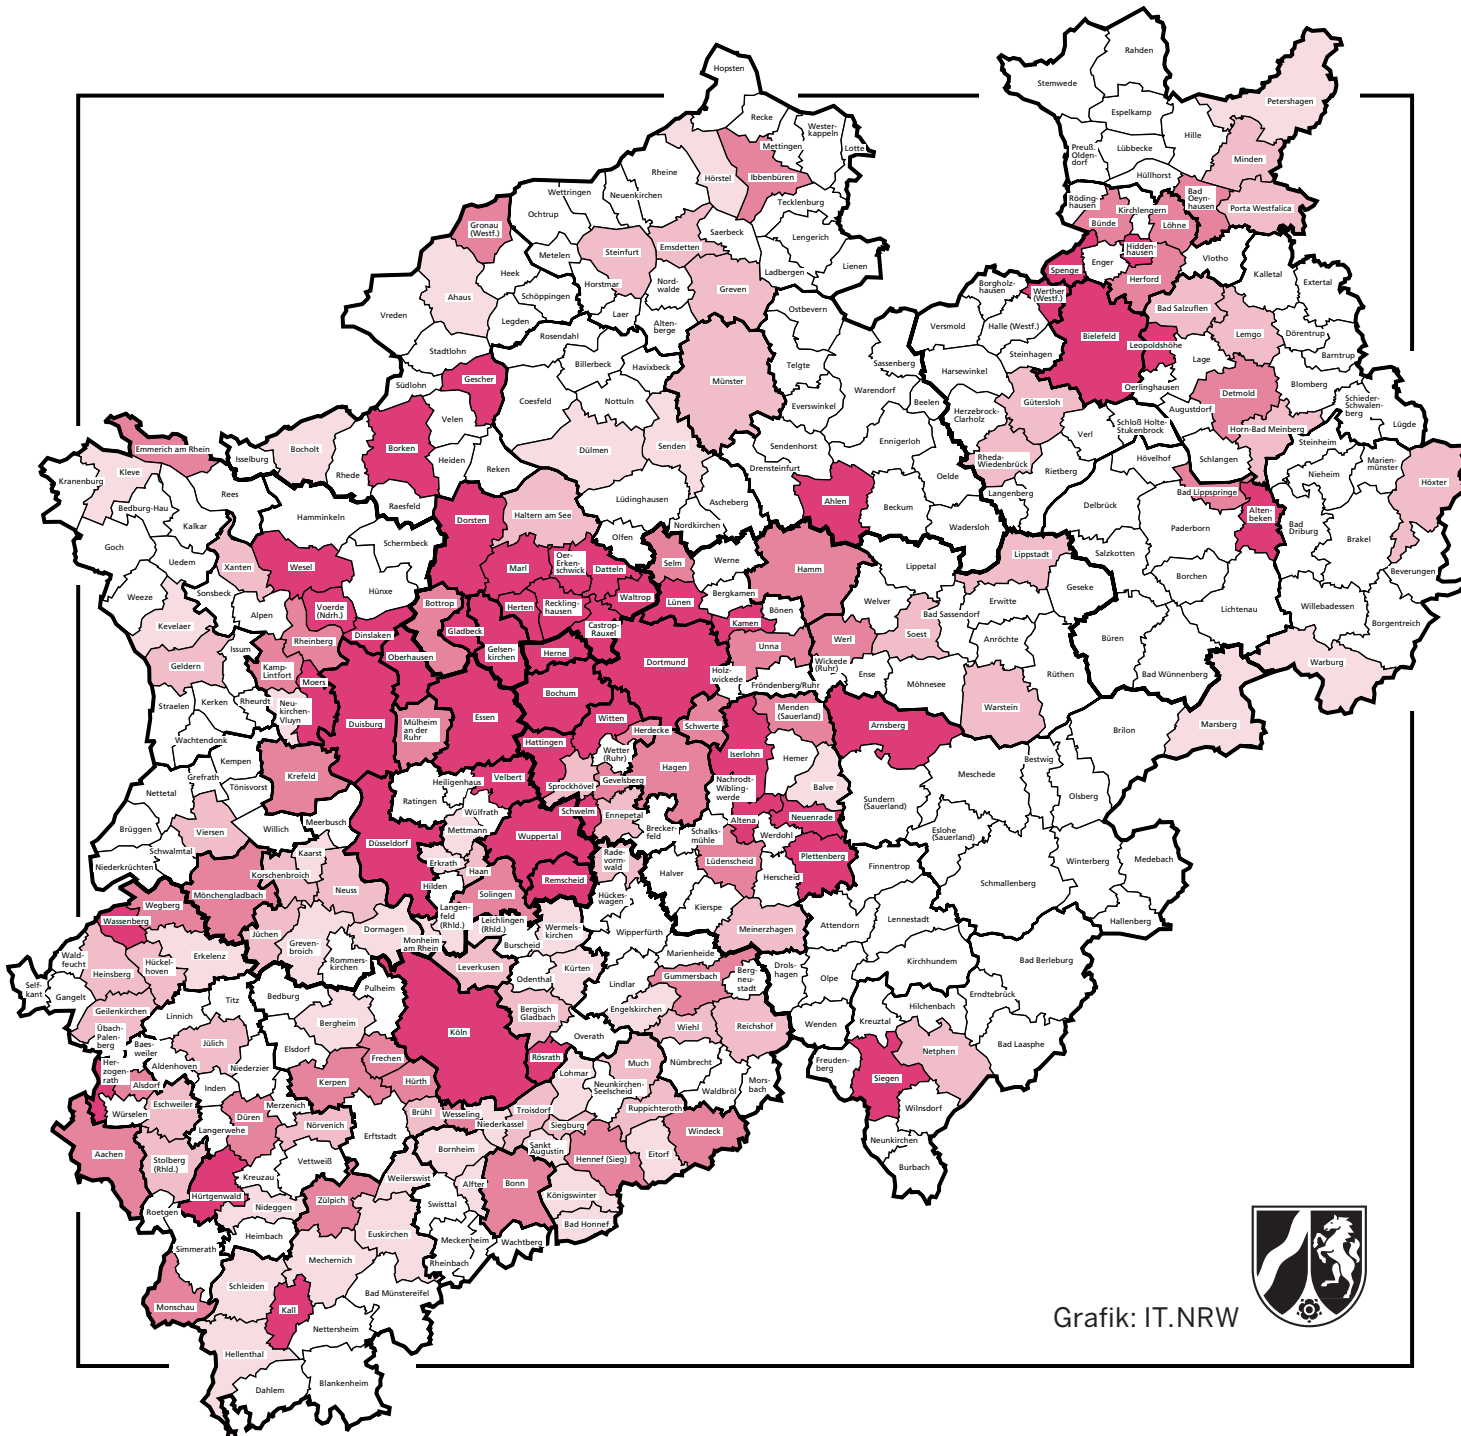 Hopsten
Rahden
Stemwede
Petershagen
Espelkamp
Recke
Wester-
kappeln
Hille
Mettingen
Lotte
Preuß.
Olden-
dorf
Lübbecke
Minden
Rheine
Hörstel
Ibbenbüren
Hüllhorst
Wettringen
Neuenkirchen
Tecklenburg
Röding-
hausen
Kirchlengern
Bad
Oeyn-
hausen
Porta Westfalica
Ochtrup
Gronau
(Westf.)
Bünde
Löhne
Saerbeck
Lengerich
Emsdetten
Steinfurt
Metelen
Hidden-
hausen
Enger
Vlotho
Lienen
Spenge
Heek
Ladbergen
Kalletal
Herford
Extertal
Nord-
walde
Horstmar
Greven
Borgholz-
hausen
Werther
(Westf.)
Ahaus
Schöppingen
Bad Salzuflen
Ostbevern
Laer
Vreden
Legden
Alten-
berge
Versmold
Halle (Westf.)
Bielefeld
Lemgo
Dörentrup
Rosendahl
Leopoldshöhe
Stadtlohn
Steinhagen
Barntrup
Billerbeck
Havixbeck
Telgte
Sassenberg
Lage
Harsewinkel
Gescher
Münster
Südlohn
Oerlinghausen
Blomberg
Warendorf
Detmold
Coesfeld
Nottuln
Everswinkel
Beelen
Gütersloh
Augustdorf
Schieder-
Schwalen-
berg
Herzebrock-
Clarholz
Velen
Schloß Holte-
Stukenbrock
Lügde
Horn-Bad Meinberg
Verl
Emmerich am Rhein
Borken
Bocholt
Dülmen
Senden
Sendenhorst
Ennigerloh
Steinheim
Isselburg
Heiden
Rheda-
Wiedenbrück
Hövelhof
Schlangen
Marien-
münster
Reken
Drensteinfurt
Rietberg
Kleve
Rhede
Oelde
Nieheim
Kranenburg
Höxter
Rees
Langenberg
Bad Lippspringe
Lüdinghausen
Ascheberg
Ahlen
Beckum
Raesfeld
Delbrück
Bedburg-Hau
Alten-
beken
Haltern am See
Hamminkeln
Dorsten
Kalkar
Nordkirchen
Wadersloh
Paderborn
Bad
Driburg
Brakel
Olfen
Goch
Schermbeck
Salzkotten
Lippstadt
Oer-
Erken-
schwick
Uedem
Werne
Selm
Lippetal
Marl
Datteln
Hamm
Xanten
Wesel
Beverungen
Borchen
Geseke
Hünxe
Bergkamen
Sonsbeck
Weeze
Waltrop
Welver
Erwitte
Bottrop
Herten
Reckling-
hausen
Lünen
Willebadessen
Voerde
(Ndrh.)
Bönen
Lichtenau
Alpen
Bad Sassendorf
Kevelaer
Kamen
Borgentreich
Castrop-
Rauxel
Gladbeck
Soest
Dinslaken
Werl
Anröchte
Büren
Rheinberg
Unna
Gelsen-
kirchen
Issum
Herne
Oberhausen
Dortmund
Wickede
(Ruhr)
Warburg
Geldern
Kamp-
Lintfort
Holz-
wickede
Ense
Rüthen
Bad Wünnenberg
Moers
Fröndenberg/Ruhr
Möhnesee
Bochum
Kerken
Rheurdt
Straelen
Neu-
kirchen-
Vluyn
Warstein
Menden
(Sauerland)
Essen
Witten
Duisburg
Mülheim
an der
Ruhr
Schwerte
Arnsberg
Marsberg
Herdecke
Brilon
Wachtendonk
Hattingen
Iserlohn
Wetter
(Ruhr)
Bestwig
Kempen
Hemer
Hagen
Krefeld
Grefrath
Velbert
Meschede
Heiligenhaus
Gevelsberg
Nachrodt-
Wibling-
werde
Tönisvorst
Sprockhövel
Balve
Nettetal
Olsberg
Ratingen
Sundern
(Sauerland)
Schwelm
Wülfrath
Ennepetal
Altena
Neuenrade
Meerbusch
Brüggen
Viersen
Willich
Mettmann
Wuppertal
Brecker-
feld
Schalks-
mühle
Werdohl
Eslohe
(Sauerland)
Düsseldorf
Schwalmtal
Kaarst
Rade-
vorm-
wald
Plettenberg
Lüdenscheid
Winterberg
Medebach
Erkrath
Niederkrüchten
Haan
Finnentrop
Korschenbroich
Halver
Herscheid
Remscheid
Hilden
Schmallenberg
Neuss
Mönchengladbach
Solingen
Hückes-
wagen
Wegberg
Langen-
feld
(Rhld.)
Kierspe
Lennestadt
Wassenberg
Leichlingen
(Rhld.)
Hallenberg
Attendorn
Wermels-
kirchen
Meinerzhagen
Dormagen
Wipperfürth
Jüchen
Greven-
broich
Monheim
am Rhein
Burscheid
Marienheide
Wald-
feucht
Erkelenz
Rommers-
kirchen
Kirchhundem
Bad Berleburg
Hückel-
hoven
Leverkusen
Kürten
Drols-
hagen
Berg-
neu-
stadt
Heinsberg
Gummersbach
Odenthal
Olpe
Lindlar
Self-
kant
Gangelt
Pulheim
Bedburg
Titz
Erndtebrück
Hilchenbach
Geilenkirchen
Engelskirchen
Bergisch
Gladbach
Linnich
Bergheim
Kreuztal
Wenden
Wiehl
Reichshof
Köln
Übach-
Palen-
berg
Overath
Jülich
Bad Laasphe
Baes-
weiler
Elsdorf
Netphen
Rösrath
Frechen
Her-
zogen-
rath
Aldenhoven
Niederzier
Much
Nümbrecht
Freuden-
berg
Lohmar
Siegen
Kerpen
Hürth
Alsdorf
Inden
Neunkirchen-
Seelscheid
Mors-
bach
Waldbröl
Merzenich
Eschweiler
Würselen
Brühl
Wesseling
Troisdorf
Ruppichteroth
Wilnsdorf
Düren
Nörvenich
Niederkassel
Siegburg
Langerwehe
Windeck
Erftstadt
Neunkirchen
Bornheim
Sankt
Augustin
Aachen
Eitorf
Stolberg
(Rhld.)
Vettweiß
Hennef (Sieg)
Burbach
Kreuzau
Weilerswist
Alfter
Bonn
Hürtgenwald
Königswinter
Zülpich
Swisttal
Nideggen
Roetgen
Bad Honnef
Euskirchen
Heimbach
Meckenheim
Wachtberg
Simmerath
Mechernich
Rheinbach
Schleiden
Bad Münstereifel
Monschau
Kall
Grafik: IT.NRW
Nettersheim
Hellenthal
Blankenheim
Dahlem